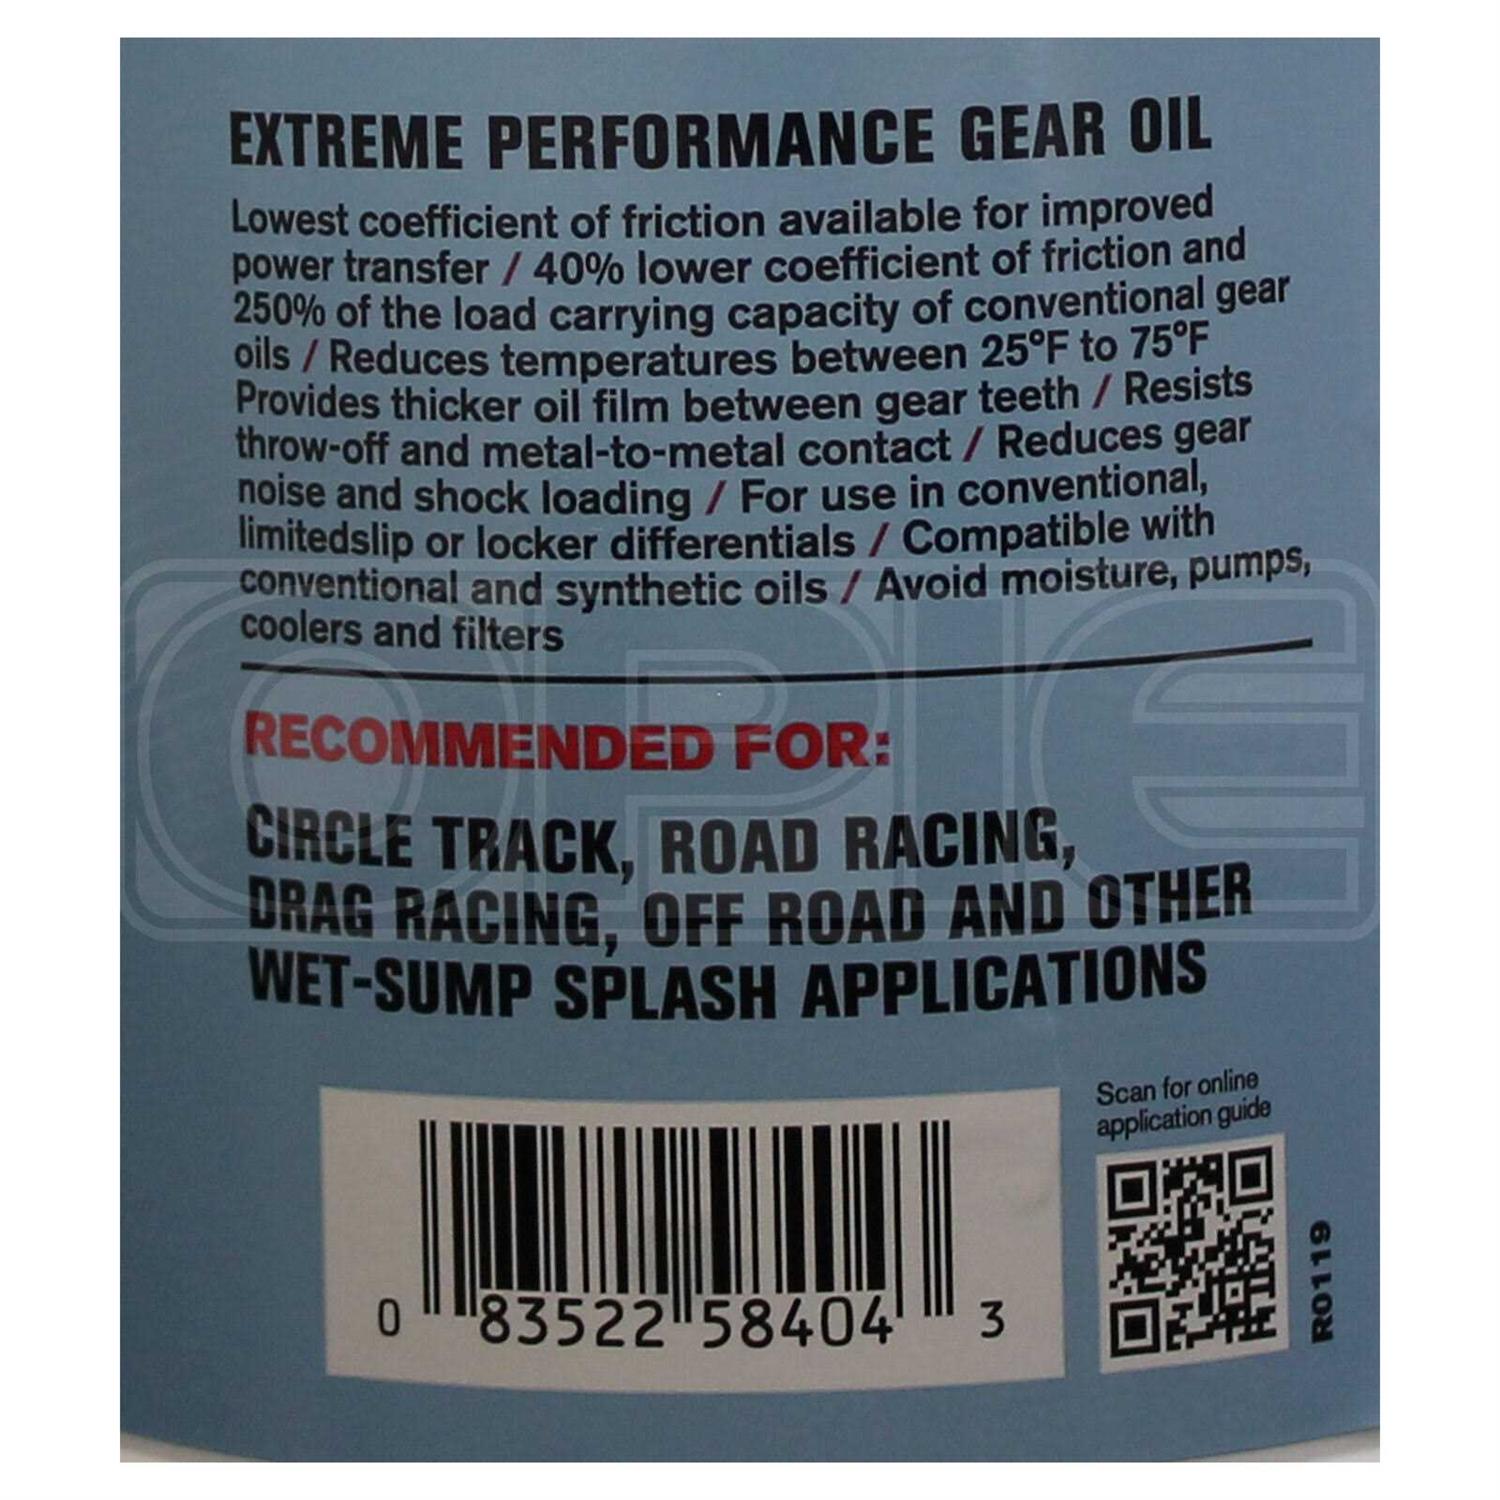 EXTREME PERFORMANCE GEAR OIL
Lowest coefficient of friction available for improved
power transfer / 40% lower coefficient of friction and
250% of the load carrying capacity of conventional gear
oils / Reduces temperatures between 25°F to 75°F
Provides thicker oil film between gear teeth / Resists
throw-off and metal-to-metal contact / Reduces gear
noise and shock loading / For use in conventional,
limitedslip or locker differentials / Compatible with
conventional and synthetic oils / Avoid moisture, pumps,
coolers and filters
OPIE
RECOMMENDED FOR:
CIRCLE TRACK, ROAD RACING,
DRAG RACING, OFF ROAD AND OTHER
WET-SUMP SPLASH APPLICATIONS
Scan for online
application guide
0 83522 58404 3
R0119